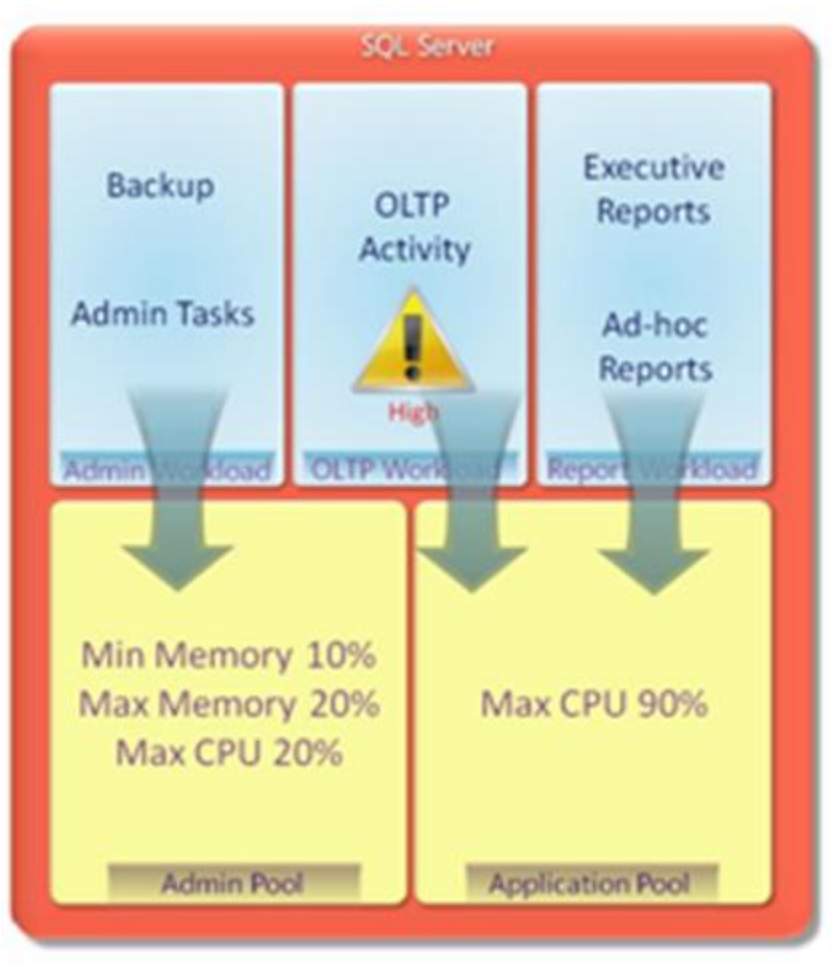 SQL Server
Backup
Admin Tasks
Admin Workload
OLTP
Activity
High
OLTP Workload
Executive
Reports
Ad-hoc
Reports
Report Workload
Min Memory 10%
Max Memory 20%
Max CPU 20%
Admin Pool
Max CPU 90%
Application Pool